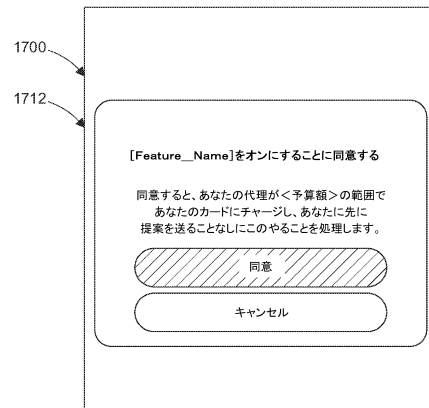 1700
1712
[Feature__Name]をオンにすることに同意する
同意すると、あなたの代理が＜予算額＞の範囲で
あなたのカードにチャージし、あなたに先に
提案を送ることなしにこのやることを処理します。
同意
キャンセル